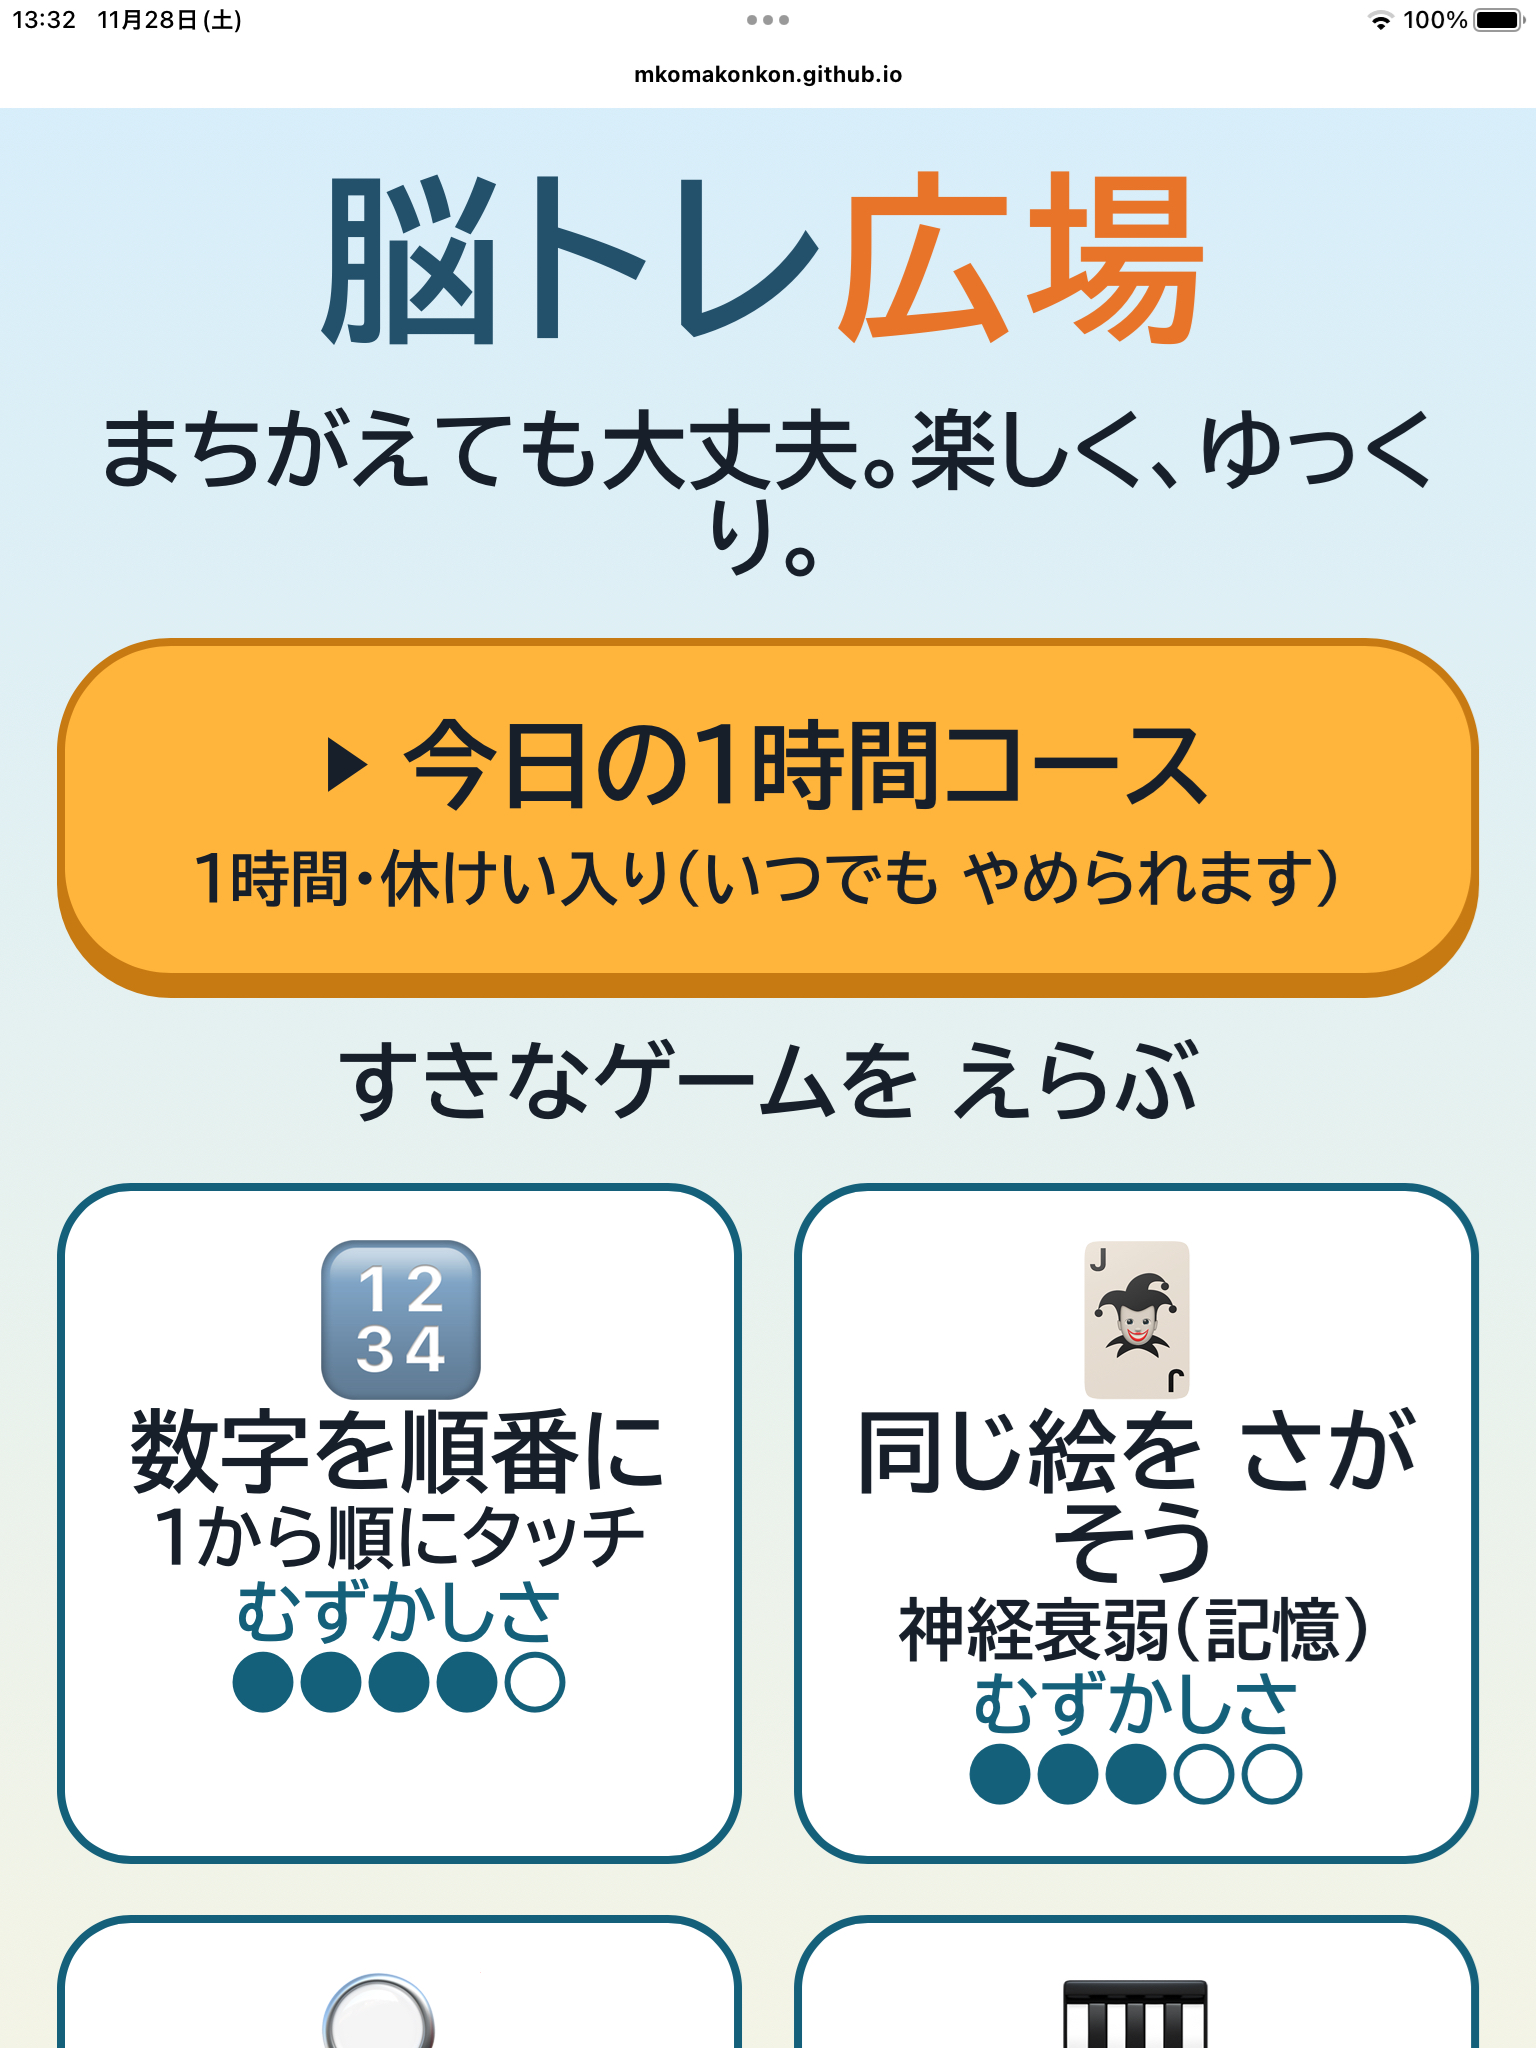 13:32 11月28日(土)
100%
mkomakonkon.github.io
脳トレ広場
まちがえても大丈夫。楽しく、ゆっく
り。
▶ 今日の1時間コース
1時間・休けい入り(いつでも やめられます)
すきなゲームを えらぶ
1234
数字を順番に
1から順にタッチ
むずかしさ
●●●●○
J
J
同じ絵を さが
そう
神経衰弱(記憶)
むずかしさ
●●●○○